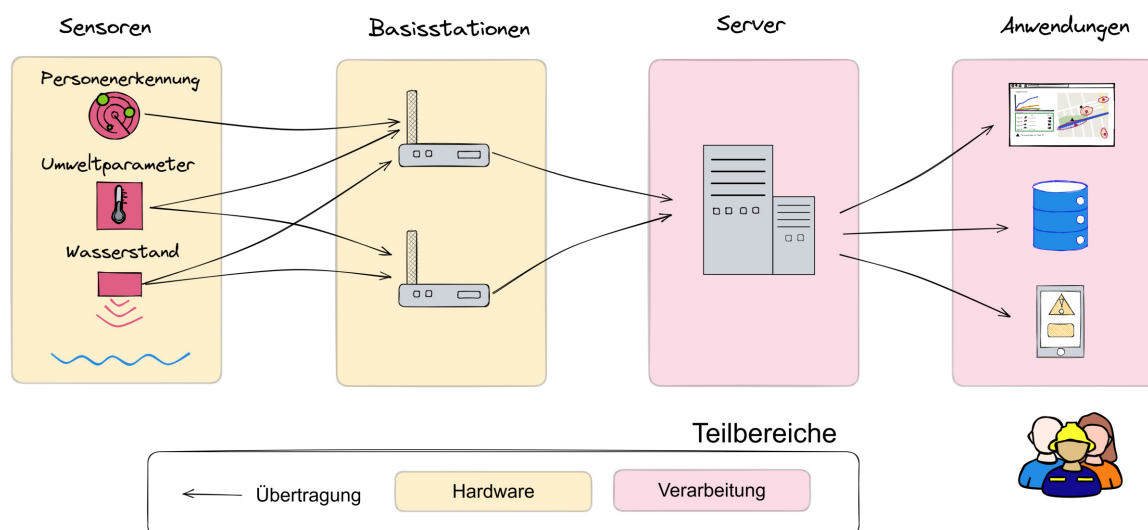 Sensoren
Basisstationen
Server
Anwendungen
Personenerkennung
Umweltparameter
Wasserstand
Teilbereiche
Übertragung
Hardware
Verarbeitung